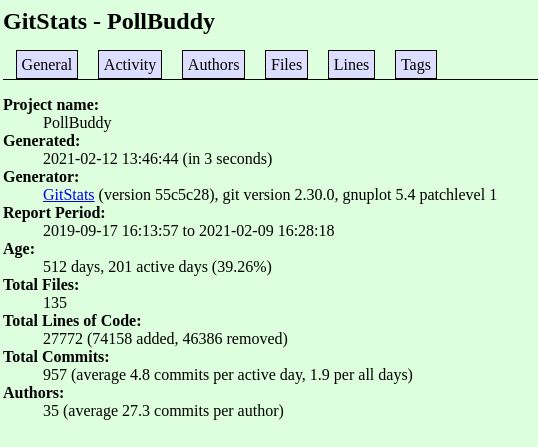 GitStats - PollBuddy
General Activity Authors Files Lines Tags
Project name:
PollBuddy
Generated:
2021-02-12 13:46:44 (in 3 seconds)
Generator:
GitStats (version 55c5c28), git version 2.30.0, gnuplot 5.4 patchlevel 1
Report Period:
2019-09-17 16:13:57 to 2021-02-09 16:28:18
Age:
512 days, 201 active days (39.26%)
Total Files:
135
Total Lines of Code:
27772 (74158 added, 46386 removed)
Total Commits:
957 (average 4.8 commits per active day, 1.9 per all days)
Authors:
35 (average 27.3 commits per author)